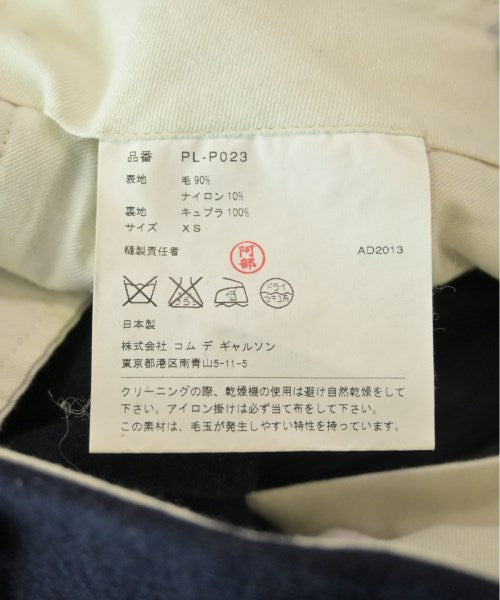 品番 PL-P023
表地 毛 90%
ナイロン 10%
裏地 キュプラ 100%
サイズ XS
縫製責任者 阿部 AD2013
低 ドライ セキユ系
日本製
株式会社 コム デ ギャルソン
東京都港区南青山5-11-5
クリーニングの際、乾燥機の使用は避け自然乾燥をして
下さい。アイロン掛けは必ず当て布をして下さい。
この素材は、毛玉が発生しやすい特性を持っています。